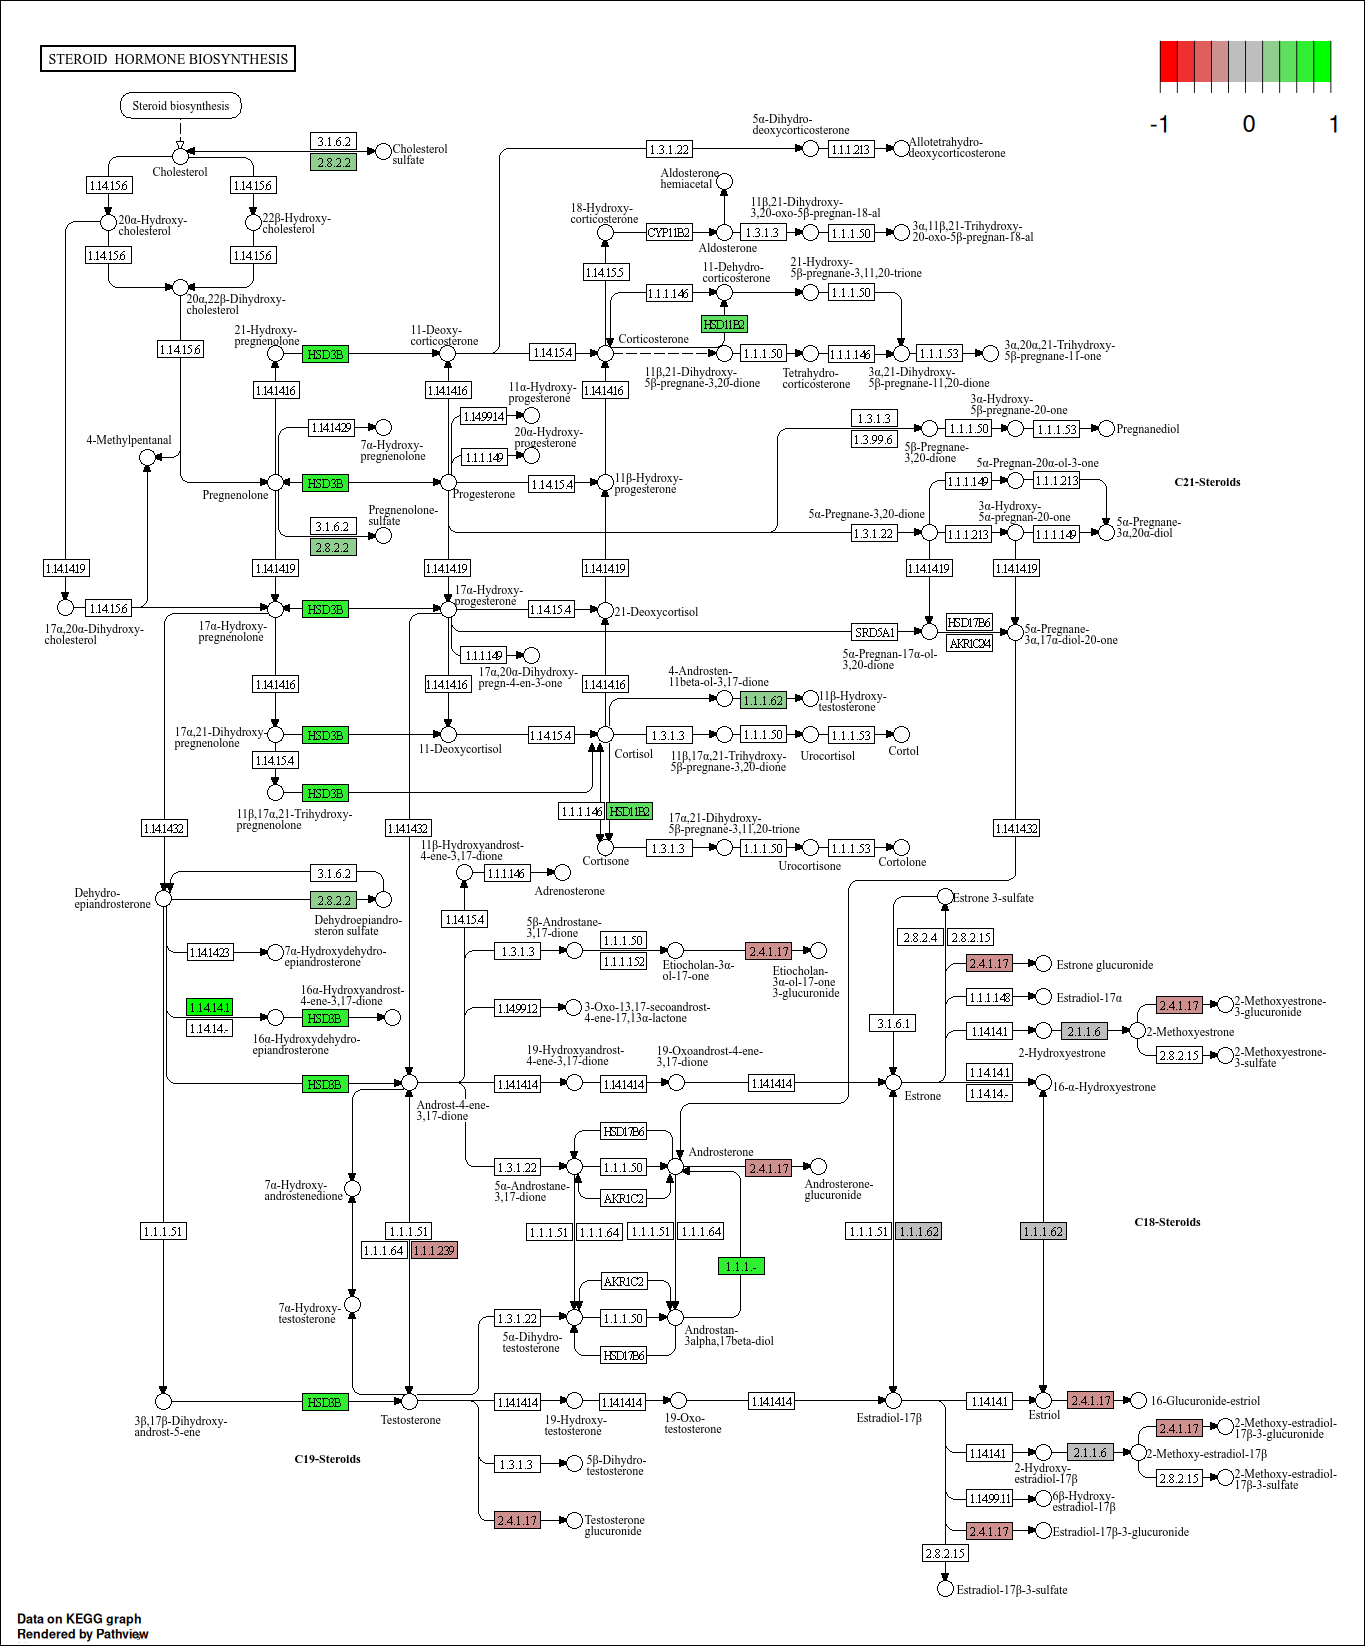 STEROID HORMONE BIOSYNTHESIS
-1 0 1
Steroid biosynthesis
3.1.6.2
2.8.2.2
Cholesterol
sulfate
Cholesterol
1.14.15.6
1.14.15.6
20α-Hydroxy-
cholesterol
22β-Hydroxy-
cholesterol
1.14.15.6
1.14.15.6
20α,22β-Dihydroxy-
cholesterol
1.14.15.6
5α-Dihydro-
deoxycorticosterone
1.3.1.22
1.1.1.213
Allotetrahydro-
deoxycorticosterone
Aldosterone
hemiacetal
18-Hydroxy-
corticosterone
CYP11B2
Aldosterone
11β,21-Dihydroxy-
3,20-oxo-5β-pregnan-18-al
1.3.1.3
1.1.1.50
3α,11β,21-Trihydroxy-
20-oxo-5β-pregnan-18-al
1.14.15.5
11-Dehydro-
corticosterone
21-Hydroxy-
5β-pregnane-3,11,20-trione
1.1.1.146
1.1.1.50
HSD11B2
21-Hydroxy-
pregnenolone
HSD3B
11-Deoxy-
corticosterone
1.14.15.4
Corticosterone
11β,21-Dihydroxy-
5β-pregnane-3,20-dione
1.1.1.50
Tetrahydro-
corticosterone
1.1.1.146
3α,21-Dihydroxy-
5β-pregnane-11,20-dione
1.1.1.53
3α,20α,21-Trihydroxy-
5β-pregnane-11-one
1.14.14.16
1.14.14.16
1.14.14.16
11α-Hydroxy-
progesterone
1.14.99.14
20α-Hydroxy-
progesterone
1.1.1.149
1.14.14.29
7α-Hydroxy-
pregnenolone
4-Methylpentanal
1.3.1.3
1.3.99.6
5β-Pregnane-
3,20-dione
1.1.1.50
3α-Hydroxy-
5β-pregnane-20-one
1.1.1.53
Pregnanediol
Pregnenolone
HSD3B
Progesterone
1.14.15.4
11β-Hydroxy-
progesterone
5α-Pregnan-20α-ol-3-one
1.1.1.149
1.1.1.213
C21-Steroids
3.1.6.2
2.8.2.2
Pregnenolone-
sulfate
5α-Pregnane-3,20-dione
1.3.1.22
1.1.1.213
3α-Hydroxy-
5α-pregnan-20-one
1.1.1.149
5α-Pregnane-
3α,20α-diol
1.14.14.19
1.14.14.19
1.14.14.19
1.14.14.19
1.14.14.19
1.14.14.19
17α,20α-Dihydroxy-
cholesterol
1.14.15.6
17α-Hydroxy-
pregnenolone
HSD3B
17α-Hydroxy-
progesterone
1.14.15.4
21-Deoxycortisol
SRD5A1
5α-Pregnan-17α-ol-
3,20-dione
HSD17B6
AKR1C24
5α-Pregnane-
3α,17α-diol-20-one
1.1.1.149
17α,20α-Dihydroxy-
pregn-4-en-3-one
1.14.14.16
1.14.14.16
1.14.14.16
4-Androsten-
11beta-ol-3,17-dione
1.1.1.62
11β-Hydroxy-
testosterone
17α,21-Dihydroxy-
pregnenolone
HSD3B
11-Deoxycortisol
1.14.15.4
Cortisol
1.3.1.3
11β,17α,21-Trihydroxy-
5β-pregnane-3,20-dione
1.1.1.50
Urocortisol
1.1.1.53
Cortol
1.14.15.4
11β,17α,21-Trihydroxy-
pregnenolone
HSD3B
1.1.1.146
HSD11B2
17α,21-Dihydroxy-
5β-pregnane-3,11,20-trione
Cortisone
1.3.1.3
1.1.1.50
Urocortisone
1.1.1.53
Cortolone
1.14.14.32
1.14.14.32
1.14.14.32
11β-Hydroxyandrost-
4-ene-3,17-dione
1.1.1.146
Adrenosterone
1.14.15.4
Dehydro-
epiandrosterone
3.1.6.2
2.8.2.2
Dehydroepiandro-
steron sulfate
1.14.14.23
7α-Hydroxydehydro-
epiandrosterone
1.14.14.1
1.14.14.-
16α-Hydroxydehydro-
epiandrosterone
HSD3B
16α-Hydroxyandrost-
4-ene-3,17-dione
5β-Androstane-
3,17-dione
1.3.1.3
1.1.1.50
1.1.1.152
Etiocholan-3α-
ol-17-one
2.4.1.17
Etiocholan-
3α-ol-17-one
3-glucuronide
1.14.99.12
3-Oxo-13,17-secoandrost-
4-ene-17,13α-lactone
Estrone 3-sulfate
2.8.2.4
2.8.2.15
2.4.1.17
Estrone glucuronide
1.1.1.148
Estradiol-17α
3.1.6.1
1.14.14.1
2-Hydroxyestrone
2.1.1.6
2-Methoxyestrone
2.4.1.17
2-Methoxyestrone-
3-glucuronide
2.8.2.15
2-Methoxyestrone-
3-sulfate
HSD3B
Androst-4-ene-
3,17-dione
1.14.14.14
19-Hydroxyandrost-
4-ene-3,17-dione
1.14.14.14
19-Oxoandrost-4-ene-
3,17-dione
1.14.14.14
Estrone
1.14.14.1
1.14.14.-
16-α-Hydroxyestrone
1.3.1.22
5α-Androstane-
3,17-dione
HSD17B6
1.1.1.50
AKR1C2
Androsterone
2.4.1.17
Androsterone-
glucuronide
7α-Hydroxy-
androstenedione
1.1.1.51
1.1.1.51
1.1.1.64
1.1.1.239
1.1.1.51
1.1.1.64
1.1.1.51
1.1.1.64
1.1.1.51
1.1.1.62
1.1.1.62
C18-Steroids
1.1.1.-
7α-Hydroxy-
testosterone
1.3.1.22
5α-Dihydro-
testosterone
AKR1C2
1.1.1.50
HSD17B6
Androstan-
3alpha,17beta-diol
3β,17β-Dihydroxy-
androst-5-ene
HSD3B
Testosterone
1.14.14.14
19-Hydroxy-
testosterone
1.14.14.14
19-Oxo-
testosterone
1.14.14.14
Estradiol-17β
1.14.14.1
Estriol
2.4.1.17
16-Glucuronide-estriol
C19-Steroids
1.3.1.3
5β-Dihydro-
testosterone
2.4.1.17
Testosterone
glucuronide
1.14.14.1
2-Hydroxy-
estradiol-17β
2.1.1.6
2-Methoxy-estradiol-17β
2.4.1.17
2-Methoxy-estradiol-
17β-3-glucuronide
2.8.2.15
2-Methoxy-estradiol-
17β-3-sulfate
1.14.99.11
6β-Hydroxy-
estradiol-17β
2.4.1.17
Estradiol-17β-3-glucuronide
2.8.2.15
Estradiol-17β-3-sulfate
Data on KEGG graph
Rendered by Pathview